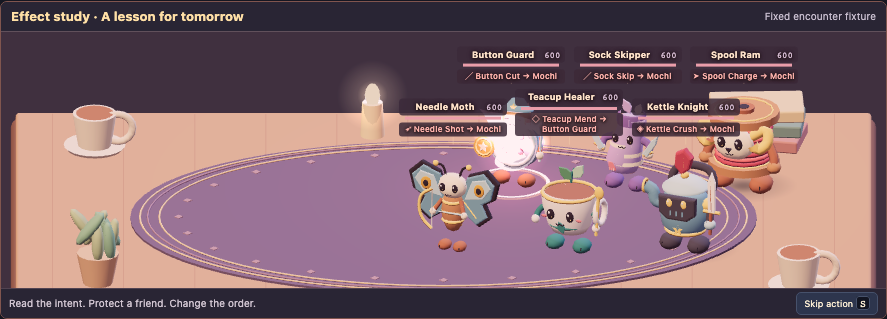 Effect study · A lesson for tomorrow
Fixed encounter fixture
Button Guard 600
Button Cut → Mochi
Sock Skipper 600
Sock Skip → Mochi
Spool Ram 600
Spool Charge → Mochi
Needle Moth 600
Needle Shot → Mochi
Teacup Healer 600
Teacup Mend →
Button Guard
Kettle Knight 600
Kettle Crush → Mochi
Read the intent. Protect a friend. Change the order.
Skip action S